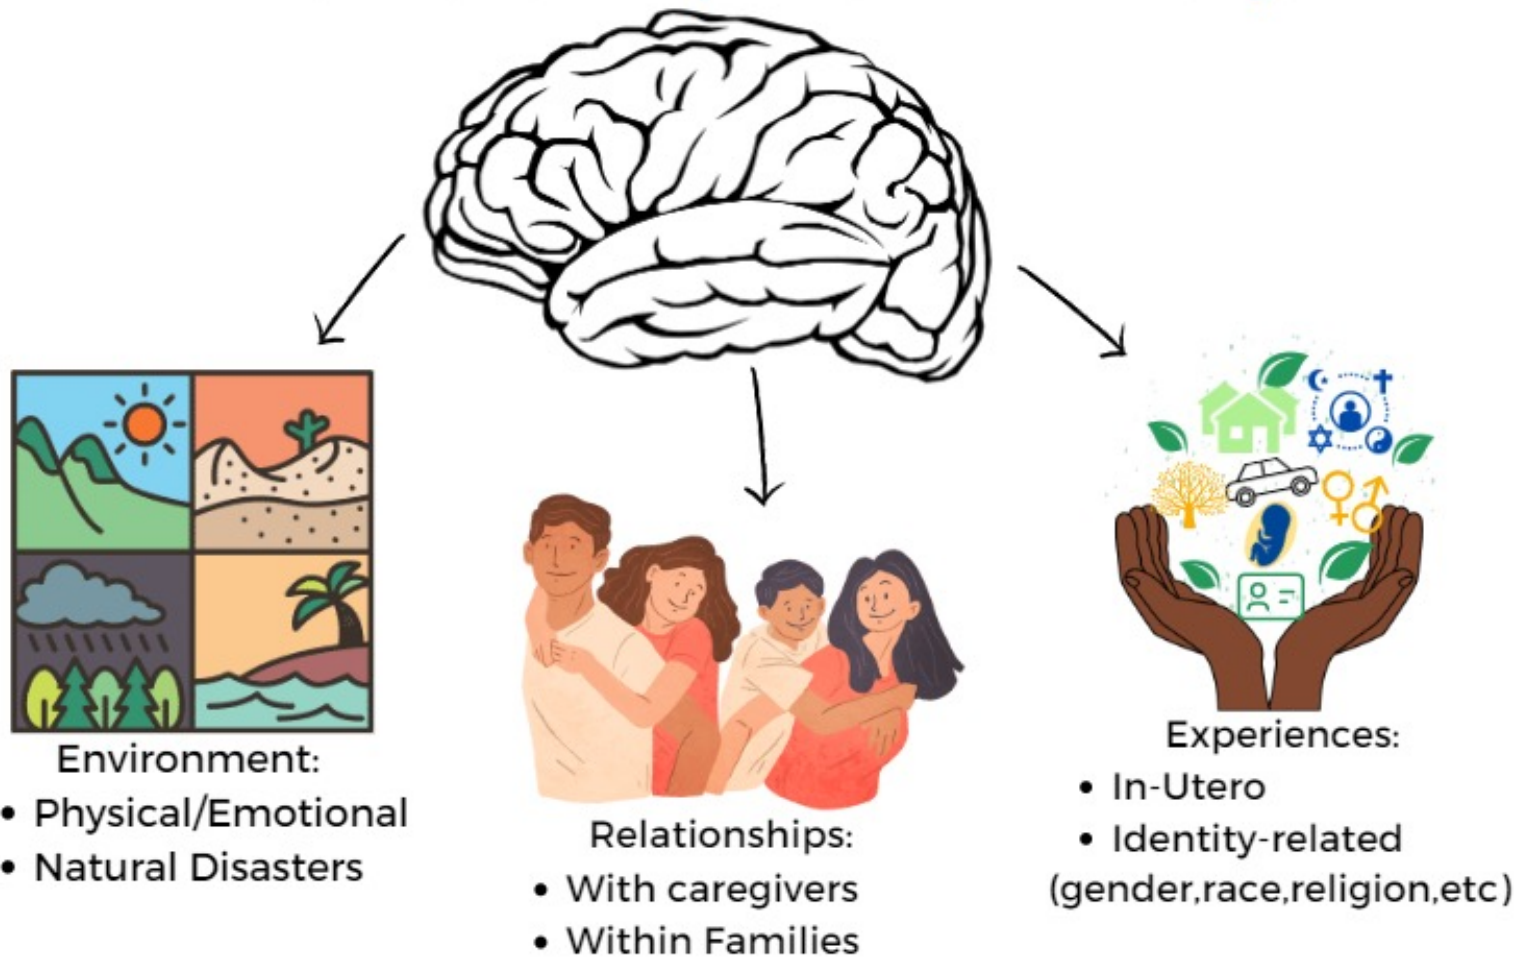 Environment:
• Physical/Emotional
• Natural Disasters
Relationships:
• With caregivers
• Within Families
Experiences:
• In-Utero
• Identity-related
(gender,race,religion,etc)